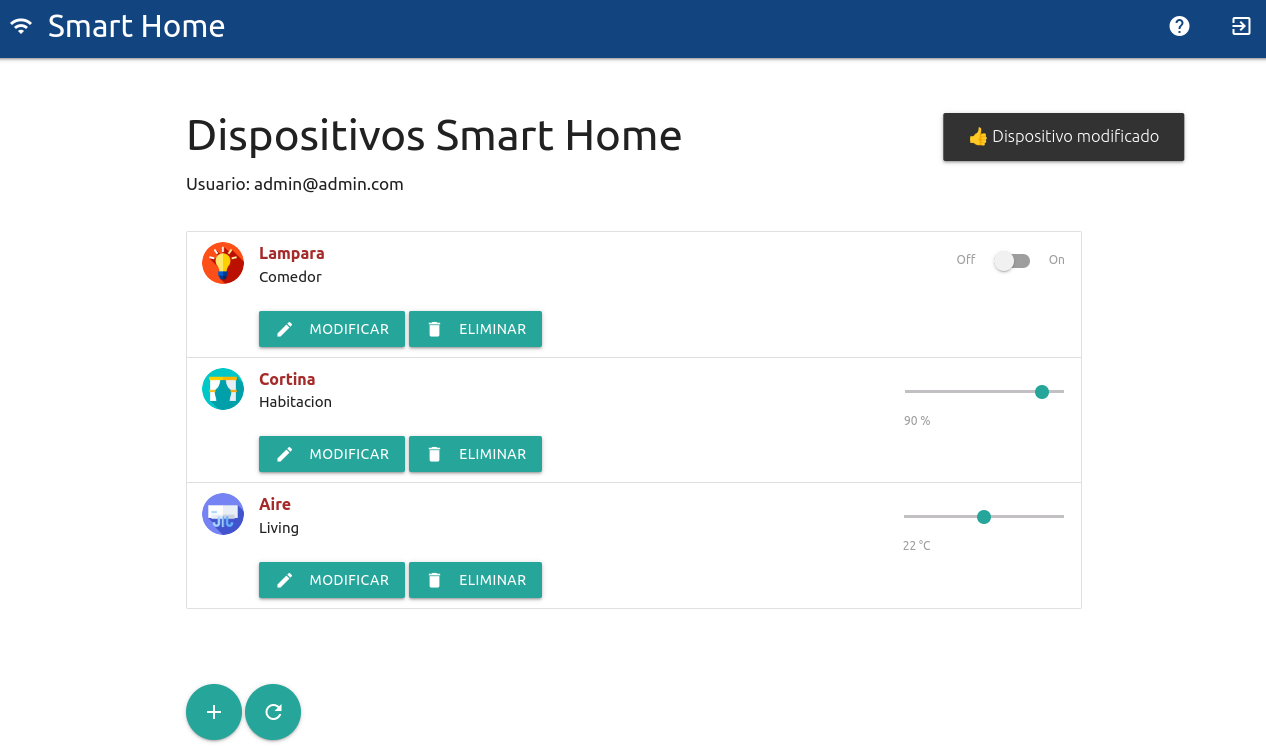 Smart Home
Dispositivos Smart Home
👍 Dispositivo modificado
Usuario: admin@admin.com
Lampara
Comedor
Off On
MODIFICAR ELIMINAR
Cortina
Habitacion
90 %
MODIFICAR ELIMINAR
Aire
Living
22 °C
MODIFICAR ELIMINAR